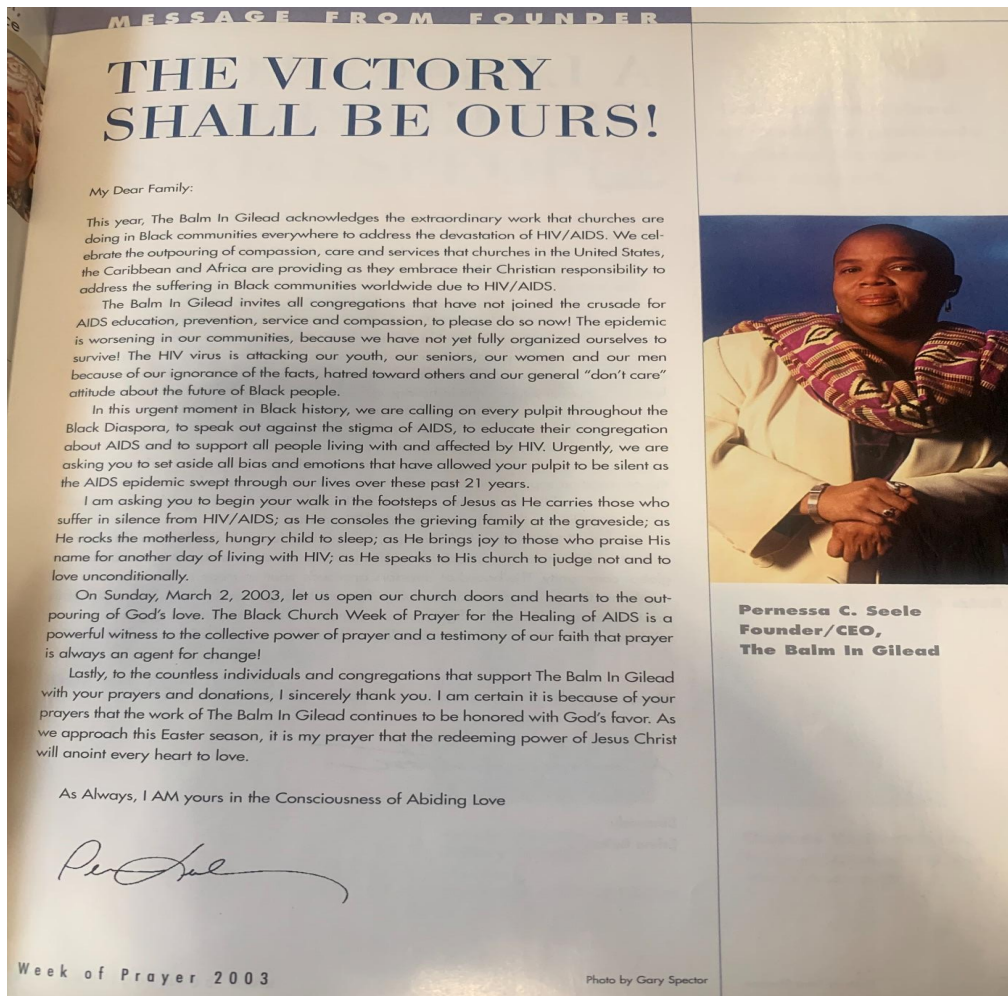 MESSAGE FROM FOUNDER
THE VICTORY
SHALL BE OURS!
My Dear Family:
This year, The Balm In Gilead acknowledges the extraordinary work that churches are
doing in Black communities everywhere to address the devastation of HIV/AIDS. We cel-
ebrate the outpouring of compassion, care and services that churches in the United States,
the Caribbean and Africa are providing as they embrace their Christian responsibility to
address the suffering in Black communities worldwide due to HIV/AIDS.
The Balm In Gilead invites all congregations that have not joined the crusade for
AIDS education, prevention, service and compassion, to please do so now! The epidemic
is worsening in our communities, because we have not yet fully organized ourselves to
survive! The HIV virus is attacking our youth, our seniors, our women and our men
because of our ignorance of the facts, hatred toward others and our general "don't care"
attitude about the future of Black people.
In this urgent moment in Black history, we are calling on every pulpit throughout the
Black Diaspora, to speak out against the stigma of AIDS, to educate their congregation
about AIDS and to support all people living with and affected by HIV. Urgently, we are
asking you to set aside all bias and emotions that have allowed your pulpit to be silent as
the AIDS epidemic swept through our lives over these past 21 years.
I am asking you to begin your walk in the footsteps of Jesus as He carries those who
suffer in silence from HIV/AIDS; as He consoles the grieving family at the graveside; as
He rocks the motherless, hungry child to sleep; as He brings joy to those who praise His
name for another day of living with HIV; as He speaks to His church to judge not and to
love unconditionally.
On Sunday, March 2, 2003, let us open our church doors and hearts to the out-
pouring of God's love. The Black Church Week of Prayer for the Healing of AIDS is a
powerful witness to the collective power of prayer and a testimony of our faith that prayer
is always an agent for change!
Lastly, to the countless individuals and congregations that support The Balm In Gilead
with your prayers and donations, I sincerely thank you. I am certain it is because of your
prayers that the work of The Balm In Gilead continues to be honored with God's favor. As
we approach this Easter season, it is my prayer that the redeeming power of Jesus Christ
will anoint every heart to love.
As Always, I AM yours in the Consciousness of Abiding Love
Week of Prayer 2003
Photo by Gary Spector
Pernessa C. Seele
Founder/CEO,
The Balm In Gilead